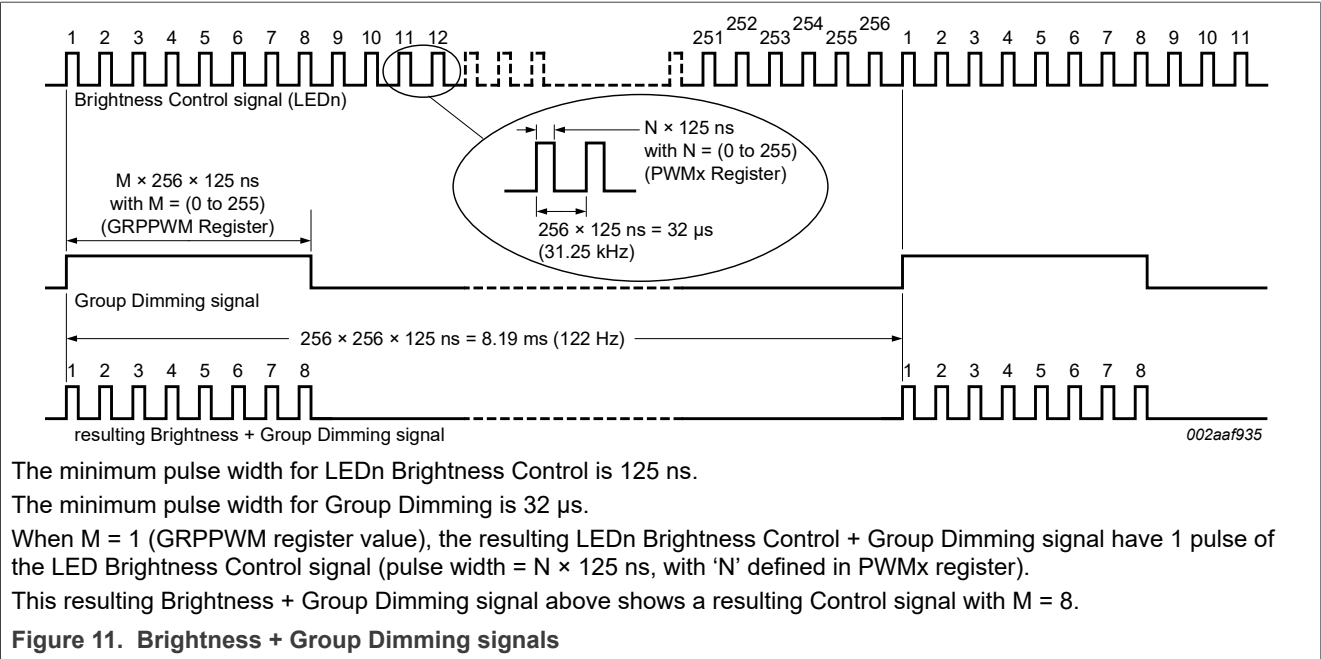 1 2 3 4 5 6 7 8 9 10 11 12 251 252 253 254 255 256 1 2 3 4 5 6 7 8 9 10 11
Brightness Control signal (LEDn)
N × 125 ns
with N = (0 to 255)
(PWMx Register)
M × 256 × 125 ns
with M = (0 to 255)
(GRPPWM Register)
256 × 125 ns = 32 μs
(31.25 kHz)
Group Dimming signal
256 × 256 × 125 ns = 8.19 ms (122 Hz)
1 2 3 4 5 6 7 8 1 2 3 4 5 6 7 8
resulting Brightness + Group Dimming signal
002aaf935
The minimum pulse width for LEDn Brightness Control is 125 ns.
The minimum pulse width for Group Dimming is 32 μs.
When M = 1 (GRPPWM register value), the resulting LEDn Brightness Control + Group Dimming signal have 1 pulse of
the LED Brightness Control signal (pulse width = N × 125 ns, with ‘N’ defined in PWMx register).
This resulting Brightness + Group Dimming signal above shows a resulting Control signal with M = 8.
Figure 11. Brightness + Group Dimming signals